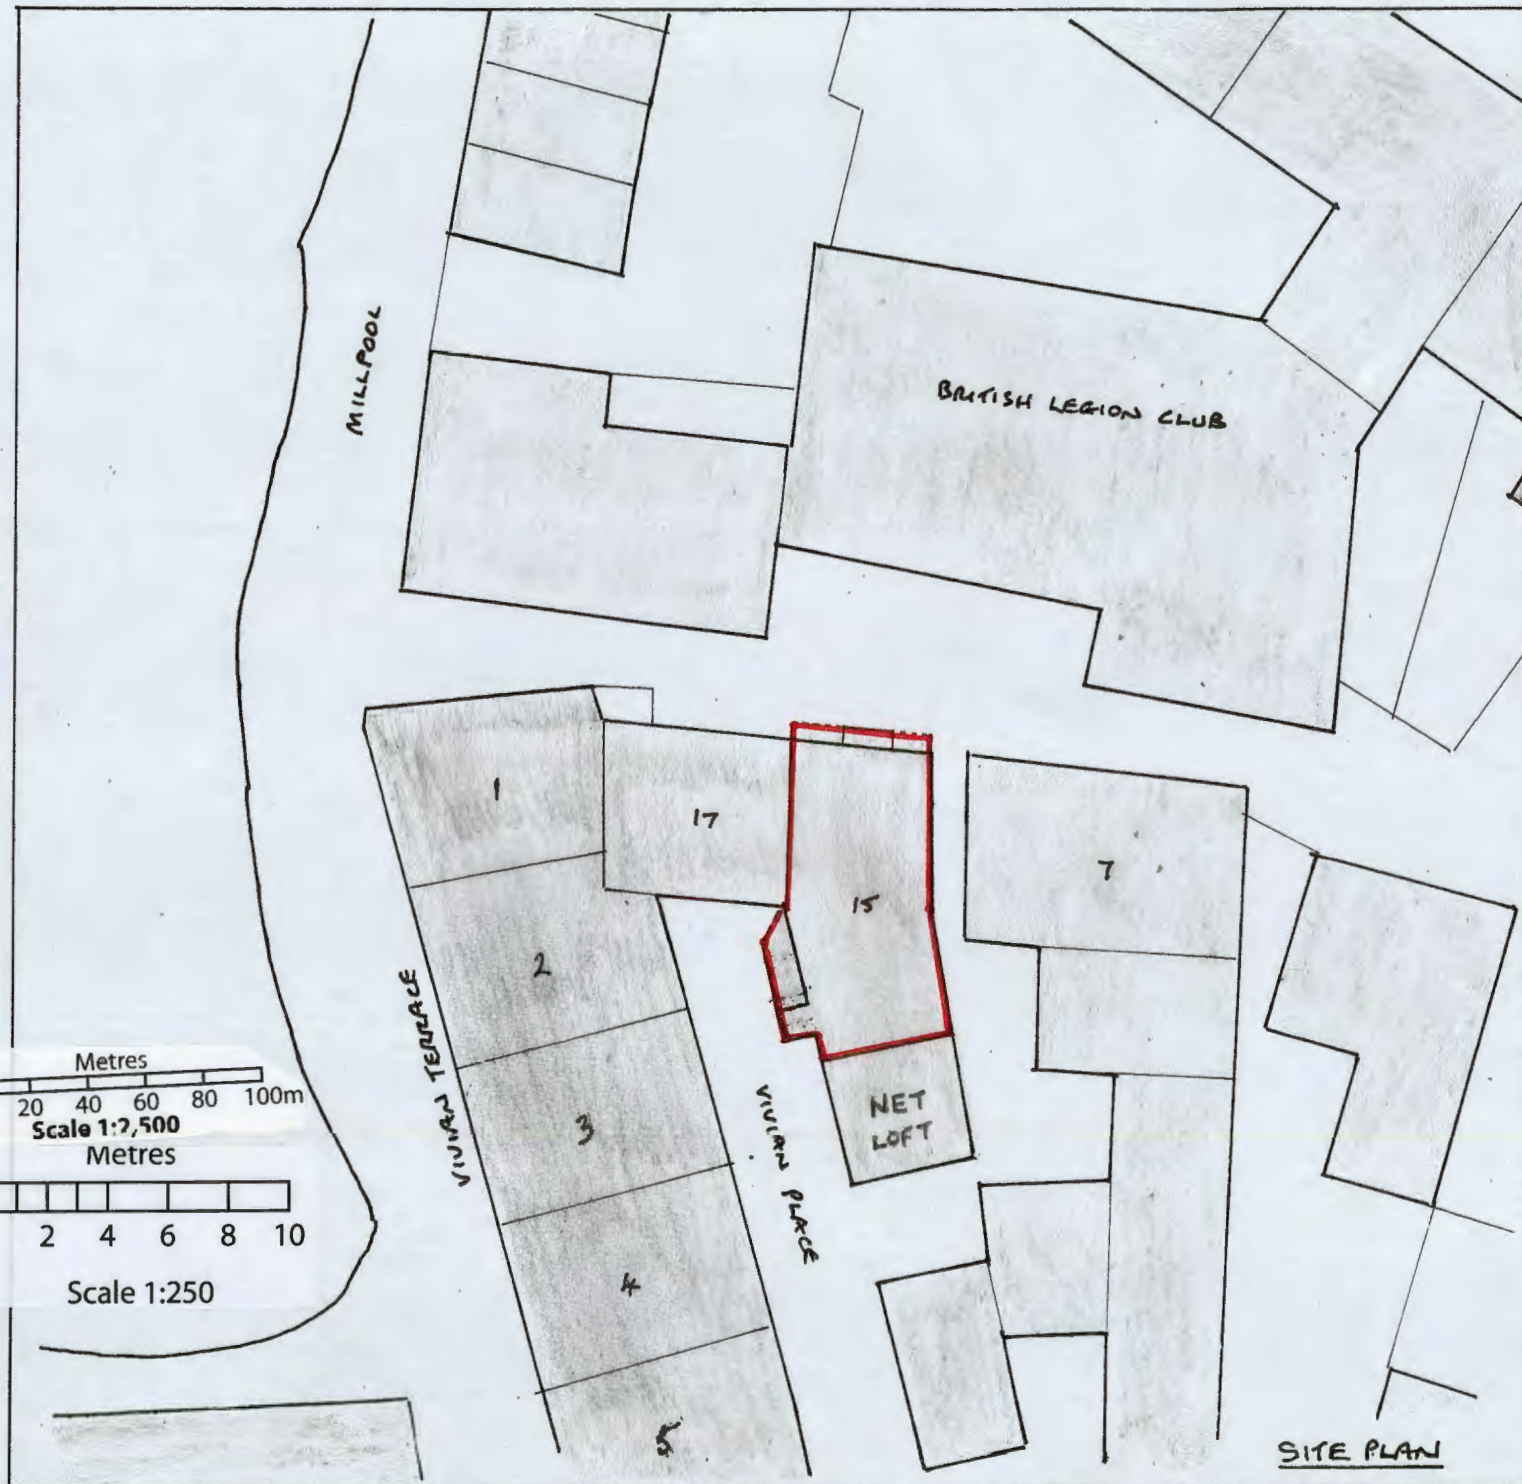 MILLPOOL
BRITISH LEGION CLUB
1
17
15
7
2
VIVIAN TERRACE
Metres
20 40 60 80 100m
Scale 1:2,500
Metres
2 4 6 8 10
Scale 1:250
3
NET
LOFT
VIVIAN PLACE
4
5
SITE PLAN